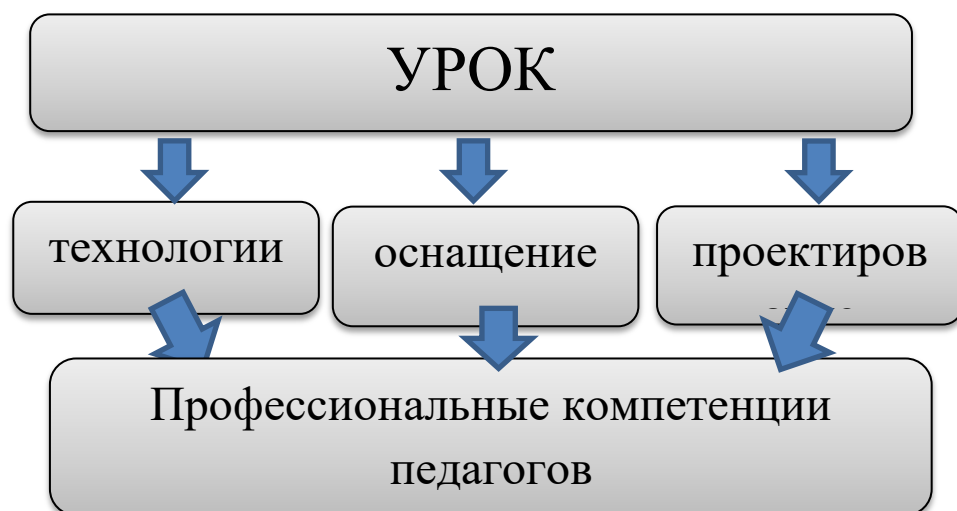 УРОК
технологии
оснащение
проектиров
Профессиональные компетенции
педагогов